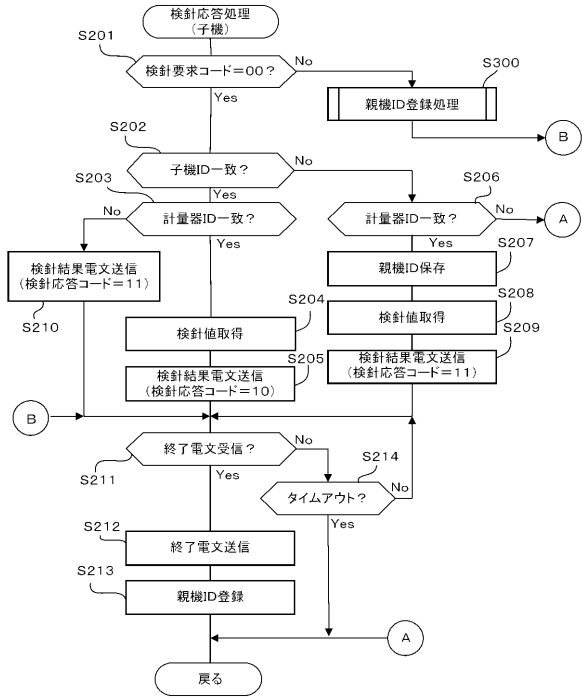 検針応答処理
（子機）
S201
検針要求コード＝００？
No
Yes
S300
親機ID登録処理
B
S202
子機ID一致？
No
Yes
S203
計量器ID一致？
No
Yes
S206
計量器ID一致？
No
A
Yes
S207
親機ID保存
検針結果電文送信
（検針応答コード＝１１）
S210
S204
検針値取得
S208
検針値取得
S205
検針結果電文送信
（検針応答コード＝１０）
S209
検針結果電文送信
（検針応答コード＝１１）
B
終了電文受信？
No
S211
Yes
S214
タイムアウト？
No
Yes
S212
終了電文送信
S213
親機ID登録
A
戻る